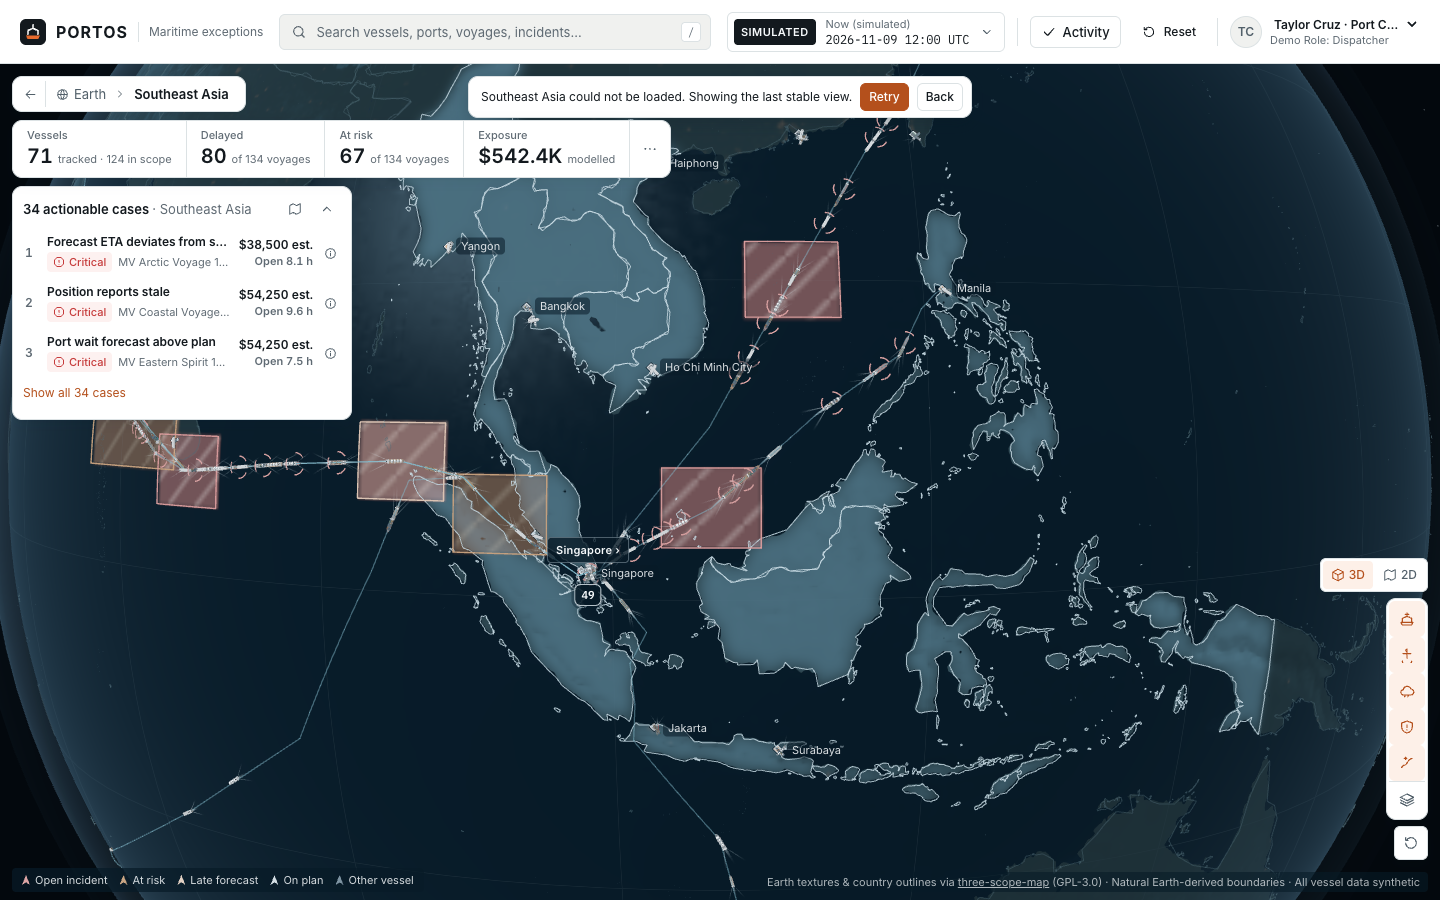 PORTOS
Maritime exceptions
Search vessels, ports, voyages, incidents...
/
SIMULATED
Now (simulated)
2026-11-09 12:00 UTC
Activity
Reset
TC
Taylor Cruz · Port C...
Demo Role: Dispatcher
Earth
Southeast Asia
Southeast Asia could not be loaded. Showing the last stable view.
Retry
Back
Vessels
71 tracked · 124 in scope
Delayed
80 of 134 voyages
At risk
67 of 134 voyages
Exposure
$542.4K modelled
...
34 actionable cases · Southeast Asia
1
Forecast ETA deviates from s...
$38,500 est.
Critical
MV Arctic Voyage 1...
Open 8.1 h
2
Position reports stale
$54,250 est.
Critical
MV Coastal Voyage...
Open 9.6 h
3
Port wait forecast above plan
$54,250 est.
Critical
MV Eastern Spirit 1...
Open 7.5 h
Show all 34 cases
Haiphong
Yangon
Bangkok
Manila
Ho Chi Minh City
Singapore ›
Singapore
49
Jakarta
Surabaya
3D
2D
Open incident
At risk
Late forecast
On plan
Other vessel
Earth textures & country outlines via three-scope-map (GPL-3.0) · Natural Earth-derived boundaries · All vessel data synthetic